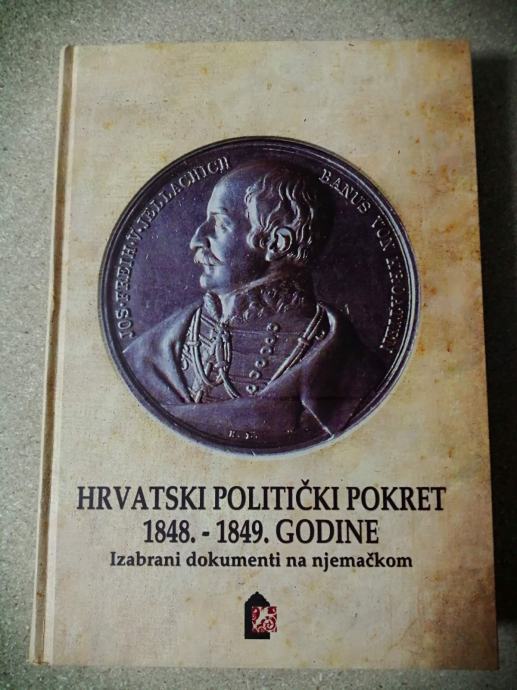 JOS·FREIH·V·JELLACHICH
BANUS VON KROATIEN
HRVATSKI POLITIČKI POKRET
1848. - 1849. GODINE
Izabrani dokumenti na njemačkom